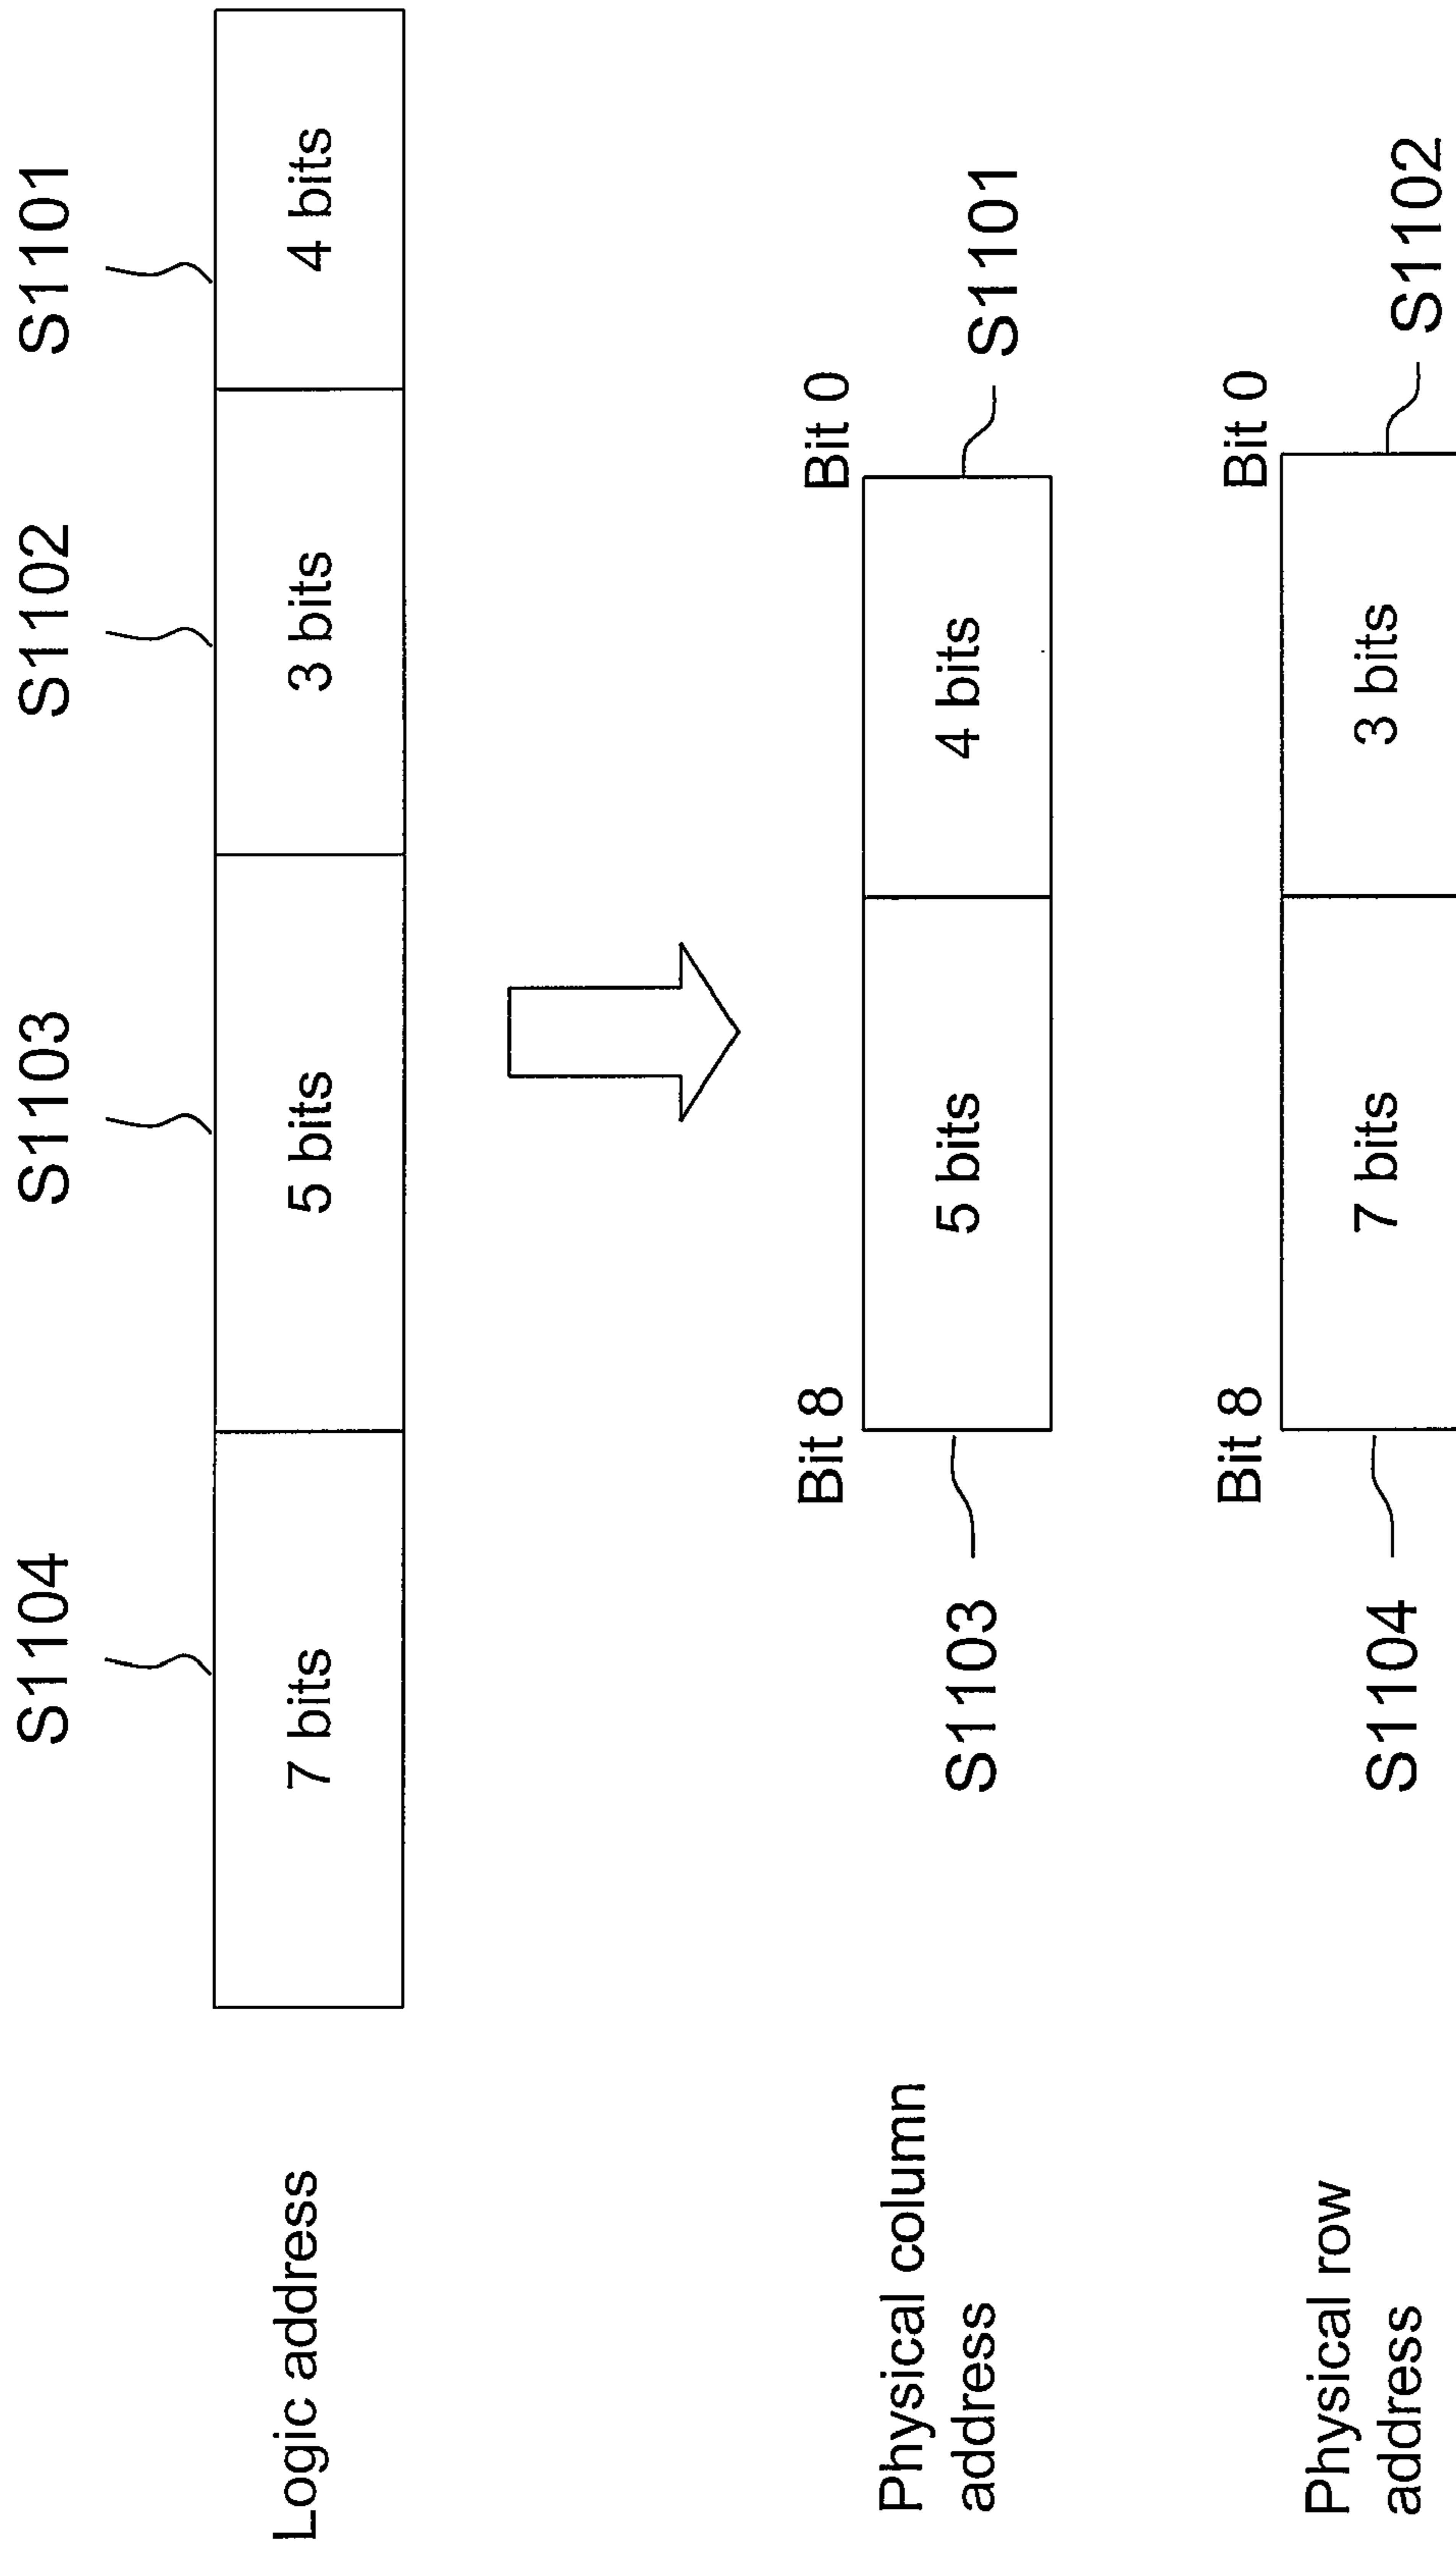 S1104 S1103 S1102 S1101
Logic address 7 bits 5 bits 3 bits 4 bits
Bit 8 Bit 0
Physical column
address
5 bits 4 bits
S1103 S1101
Bit 8 Bit 0
Physical row
address
7 bits 3 bits
S1104 S1102